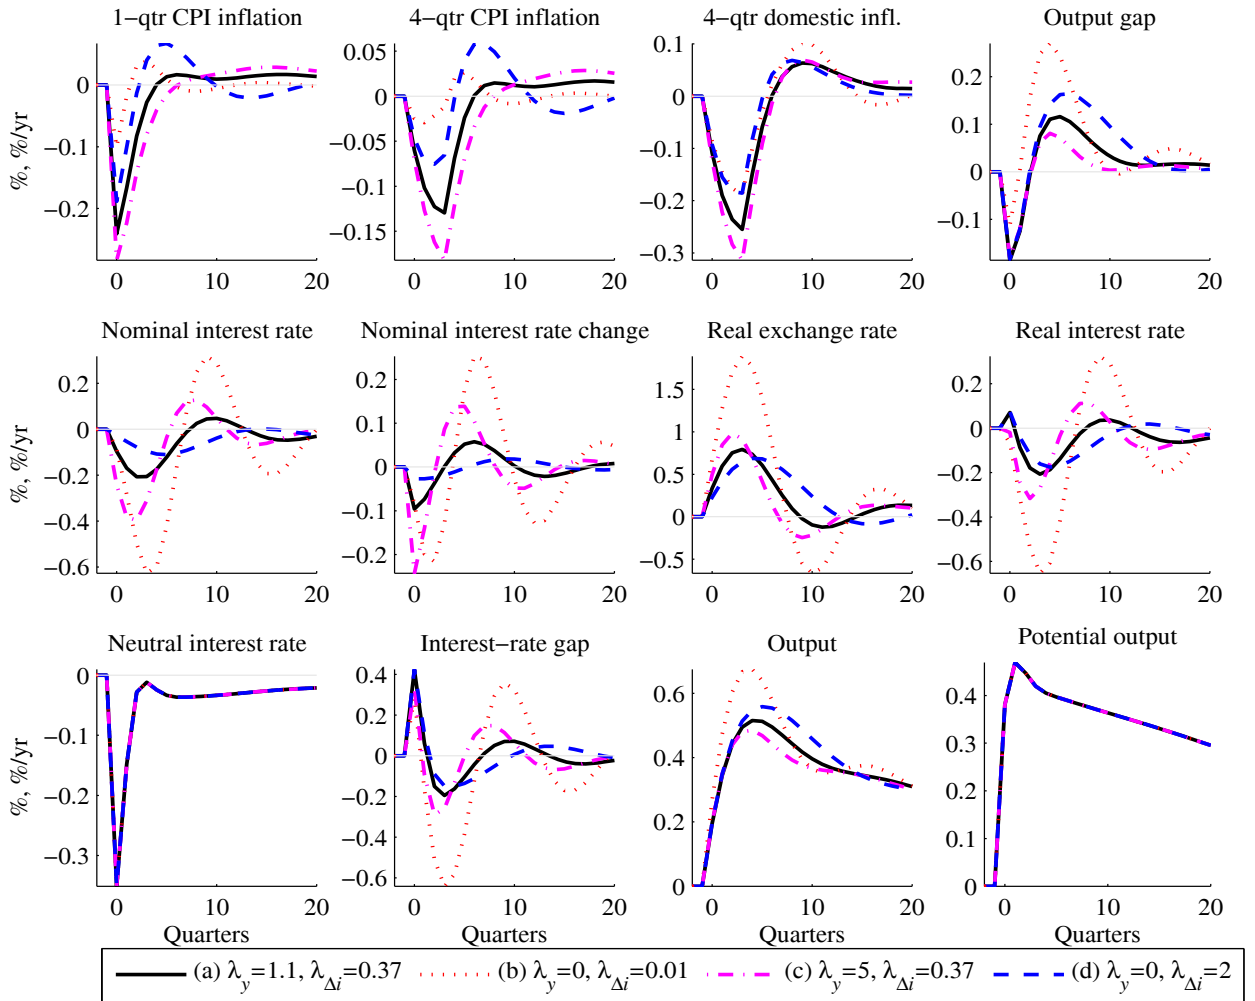 1−qtr CPI inflation
4−qtr CPI inflation
4−qtr domestic infl.
Output gap
%, %/yr
0
−0.1
−0.2
0 10 20
0.05
0
−0.05
−0.1
−0.15
0 10 20
0.1
0
−0.1
−0.2
−0.3
0 10 20
0.2
0.1
0
−0.1
0 10 20
Nominal interest rate
Nominal interest rate change
Real exchange rate
Real interest rate
%, %/yr
0.2
0
−0.2
−0.4
−0.6
0 10 20
0.2
0.1
0
−0.1
−0.2
0 10 20
1.5
1
0.5
0
−0.5
0 10 20
0.2
0
−0.2
−0.4
−0.6
0 10 20
Neutral interest rate
Interest−rate gap
Output
Potential output
%, %/yr
0
−0.1
−0.2
−0.3
0 10 20
Quarters
0.4
0.2
0
−0.2
−0.4
−0.6
0 10 20
Quarters
0.6
0.4
0.2
0
0 10 20
Quarters
0.4
0.3
0.2
0.1
0
0 10 20
Quarters
(a) λy=1.1, λΔi=0.37
(b) λy=0, λΔi=0.01
(c) λy=5, λΔi=0.37
(d) λy=0, λΔi=2